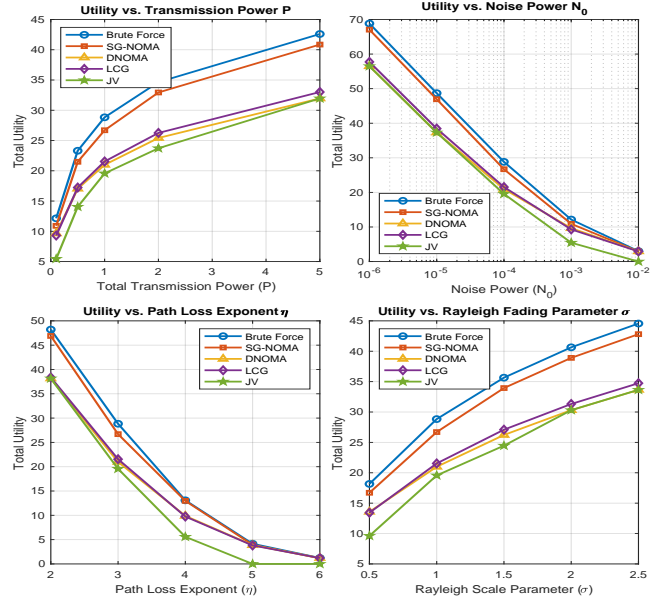 Utility vs. Transmission Power P
45
40
35
30
25
20
15
10
5
0
1
2
3
4
5
Total Utility
Total Transmission Power (P)
Brute Force
SG-NOMA
DNOMA
LCG
JV
Utility vs. Noise Power N0
70
60
50
40
30
20
10
0
10-6
10-5
10-4
10-3
10-2
Total Utility
Noise Power (N0)
Brute Force
SG-NOMA
DNOMA
LCG
JV
Utility vs. Path Loss Exponent η
50
45
40
35
30
25
20
15
10
5
0
2
3
4
5
6
Total Utility
Path Loss Exponent (η)
Brute Force
SG-NOMA
DNOMA
LCG
JV
Utility vs. Rayleigh Fading Parameter σ
45
40
35
30
25
20
15
10
5
0.5
1
1.5
2
2.5
Total Utility
Rayleigh Scale Parameter (σ)
Brute Force
SG-NOMA
DNOMA
LCG
JV